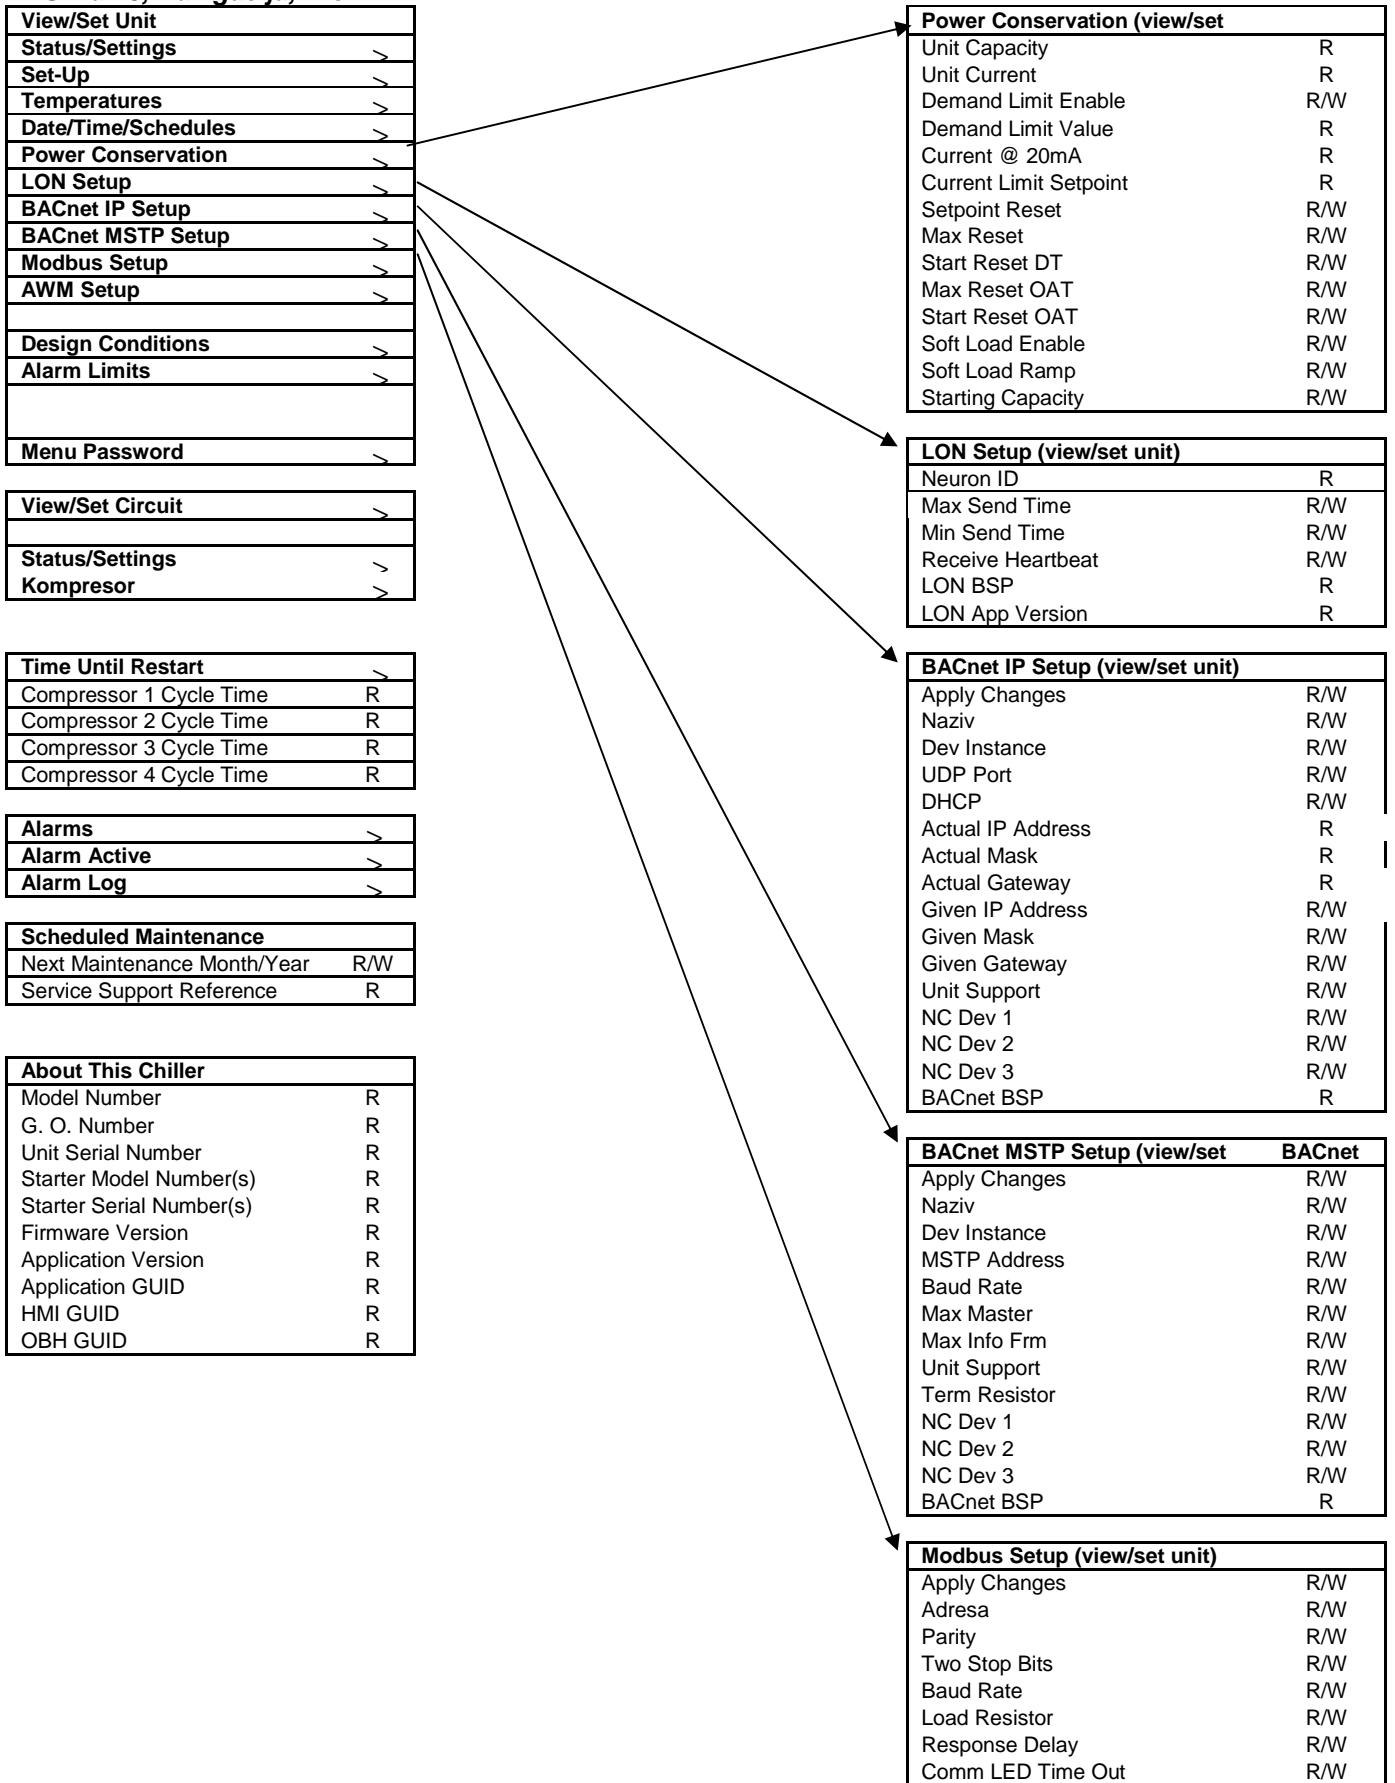 View/Set Unit
Status/Settings >
Set-Up >
Temperatures >
Date/Time/Schedules >
Power Conservation >
LON Setup >
BACnet IP Setup >
BACnet MSTP Setup >
Modbus Setup >
AWM Setup >
Design Conditions >
Alarm Limits >
Menu Password >
View/Set Circuit >
Status/Settings >
Kompresor >
Time Until Restart >
Compressor 1 Cycle Time R
Compressor 2 Cycle Time R
Compressor 3 Cycle Time R
Compressor 4 Cycle Time R
Alarms >
Alarm Active >
Alarm Log >
Scheduled Maintenance
Next Maintenance Month/Year R/W
Service Support Reference R
About This Chiller
Model Number R
G. O. Number R
Unit Serial Number R
Starter Model Number(s) R
Starter Serial Number(s) R
Firmware Version R
Application Version R
Application GUID R
HMI GUID R
OBH GUID R
Power Conservation (view/set
Unit Capacity R
Unit Current R
Demand Limit Enable R/W
Demand Limit Value R
Current @ 20mA R
Current Limit Setpoint R
Setpoint Reset R/W
Max Reset R/W
Start Reset DT R/W
Max Reset OAT R/W
Start Reset OAT R/W
Soft Load Enable R/W
Soft Load Ramp R/W
Starting Capacity R/W
LON Setup (view/set unit)
Neuron ID R
Max Send Time R/W
Min Send Time R/W
Receive Heartbeat R/W
LON BSP R
LON App Version R
BACnet IP Setup (view/set unit)
Apply Changes R/W
Naziv R/W
Dev Instance R/W
UDP Port R/W
DHCP R/W
Actual IP Address R
Actual Mask R
Actual Gateway R
Given IP Address R/W
Given Mask R/W
Given Gateway R/W
Unit Support R/W
NC Dev 1 R/W
NC Dev 2 R/W
NC Dev 3 R/W
BACnet BSP R
BACnet MSTP Setup (view/set BACnet
Apply Changes R/W
Naziv R/W
Dev Instance R/W
MSTP Address R/W
Baud Rate R/W
Max Master R/W
Max Info Frm R/W
Unit Support R/W
Term Resistor R/W
NC Dev 1 R/W
NC Dev 2 R/W
NC Dev 3 R/W
BACnet BSP R
Modbus Setup (view/set unit)
Apply Changes R/W
Adresa R/W
Parity R/W
Two Stop Bits R/W
Baud Rate R/W
Load Resistor R/W
Response Delay R/W
Comm LED Time Out R/W